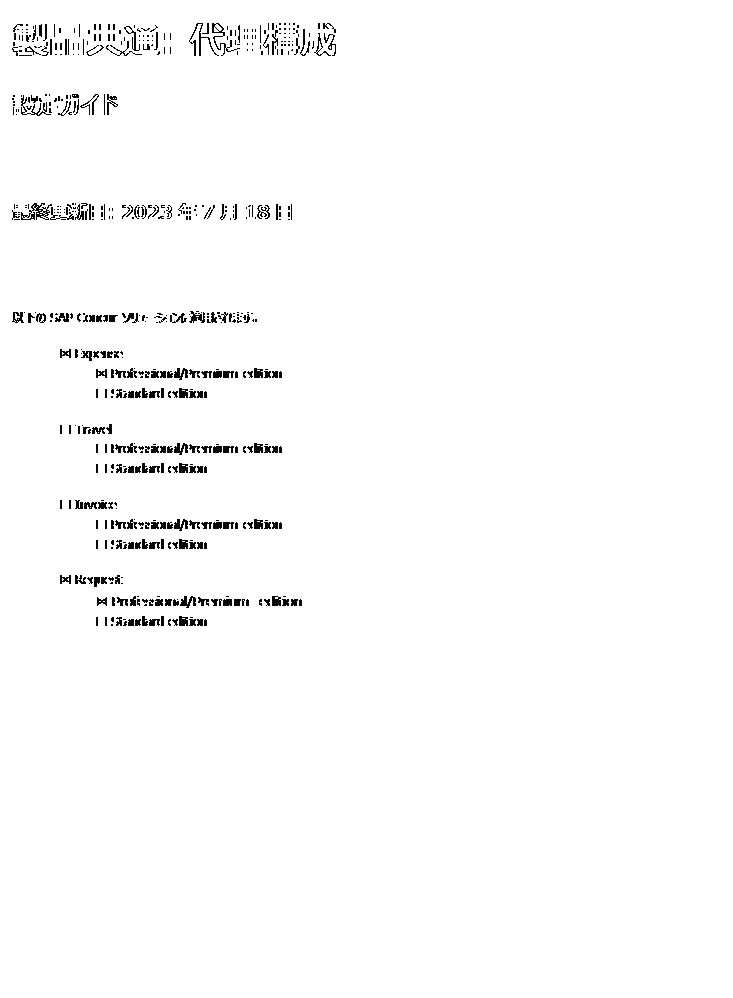 製品共通: 代理構成
設定ガイド
最終更新日: 2023 年 7 月 18 日
以下の SAP Concur ソリューションに適用されます。
☒ Expense
☒ Professional/Premium edition
☐ Standard edition
☐ Travel
☐ Professional/Premium edition
☐ Standard edition
☐ Invoice
☐ Professional/Premium edition
☐ Standard edition
☒ Request
☒ Professional/Premium edition
☐ Standard edition